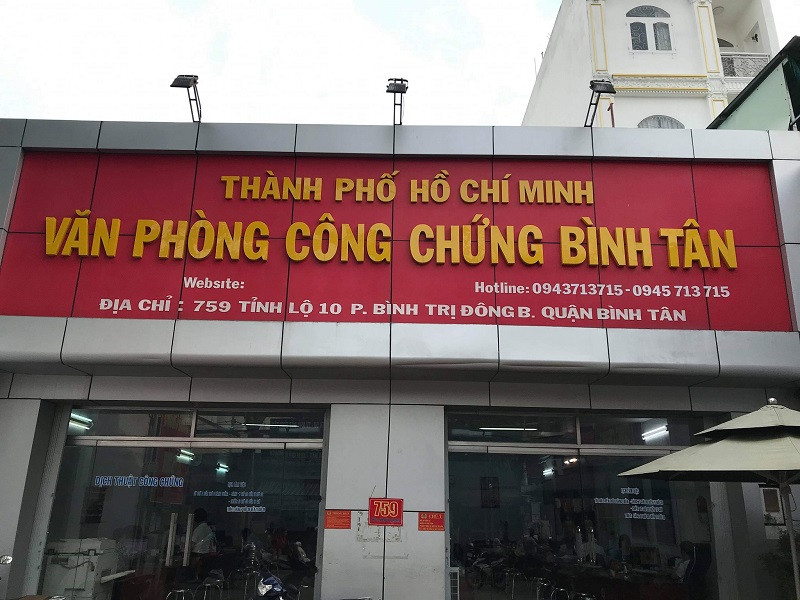 THÀNH PHỐ HỒ CHÍ MINH
VĂN PHÒNG CÔNG CHỨNG BÌNH TÂN
Website:
Hotline: 0943713715 - 0945 713 715
ĐỊA CHỈ : 759 TỈNH LỘ 10 P. BÌNH TRỊ ĐÔNG B. QUẬN BÌNH TÂN
DỊCH THUẬT CÔNG CHỨNG
759